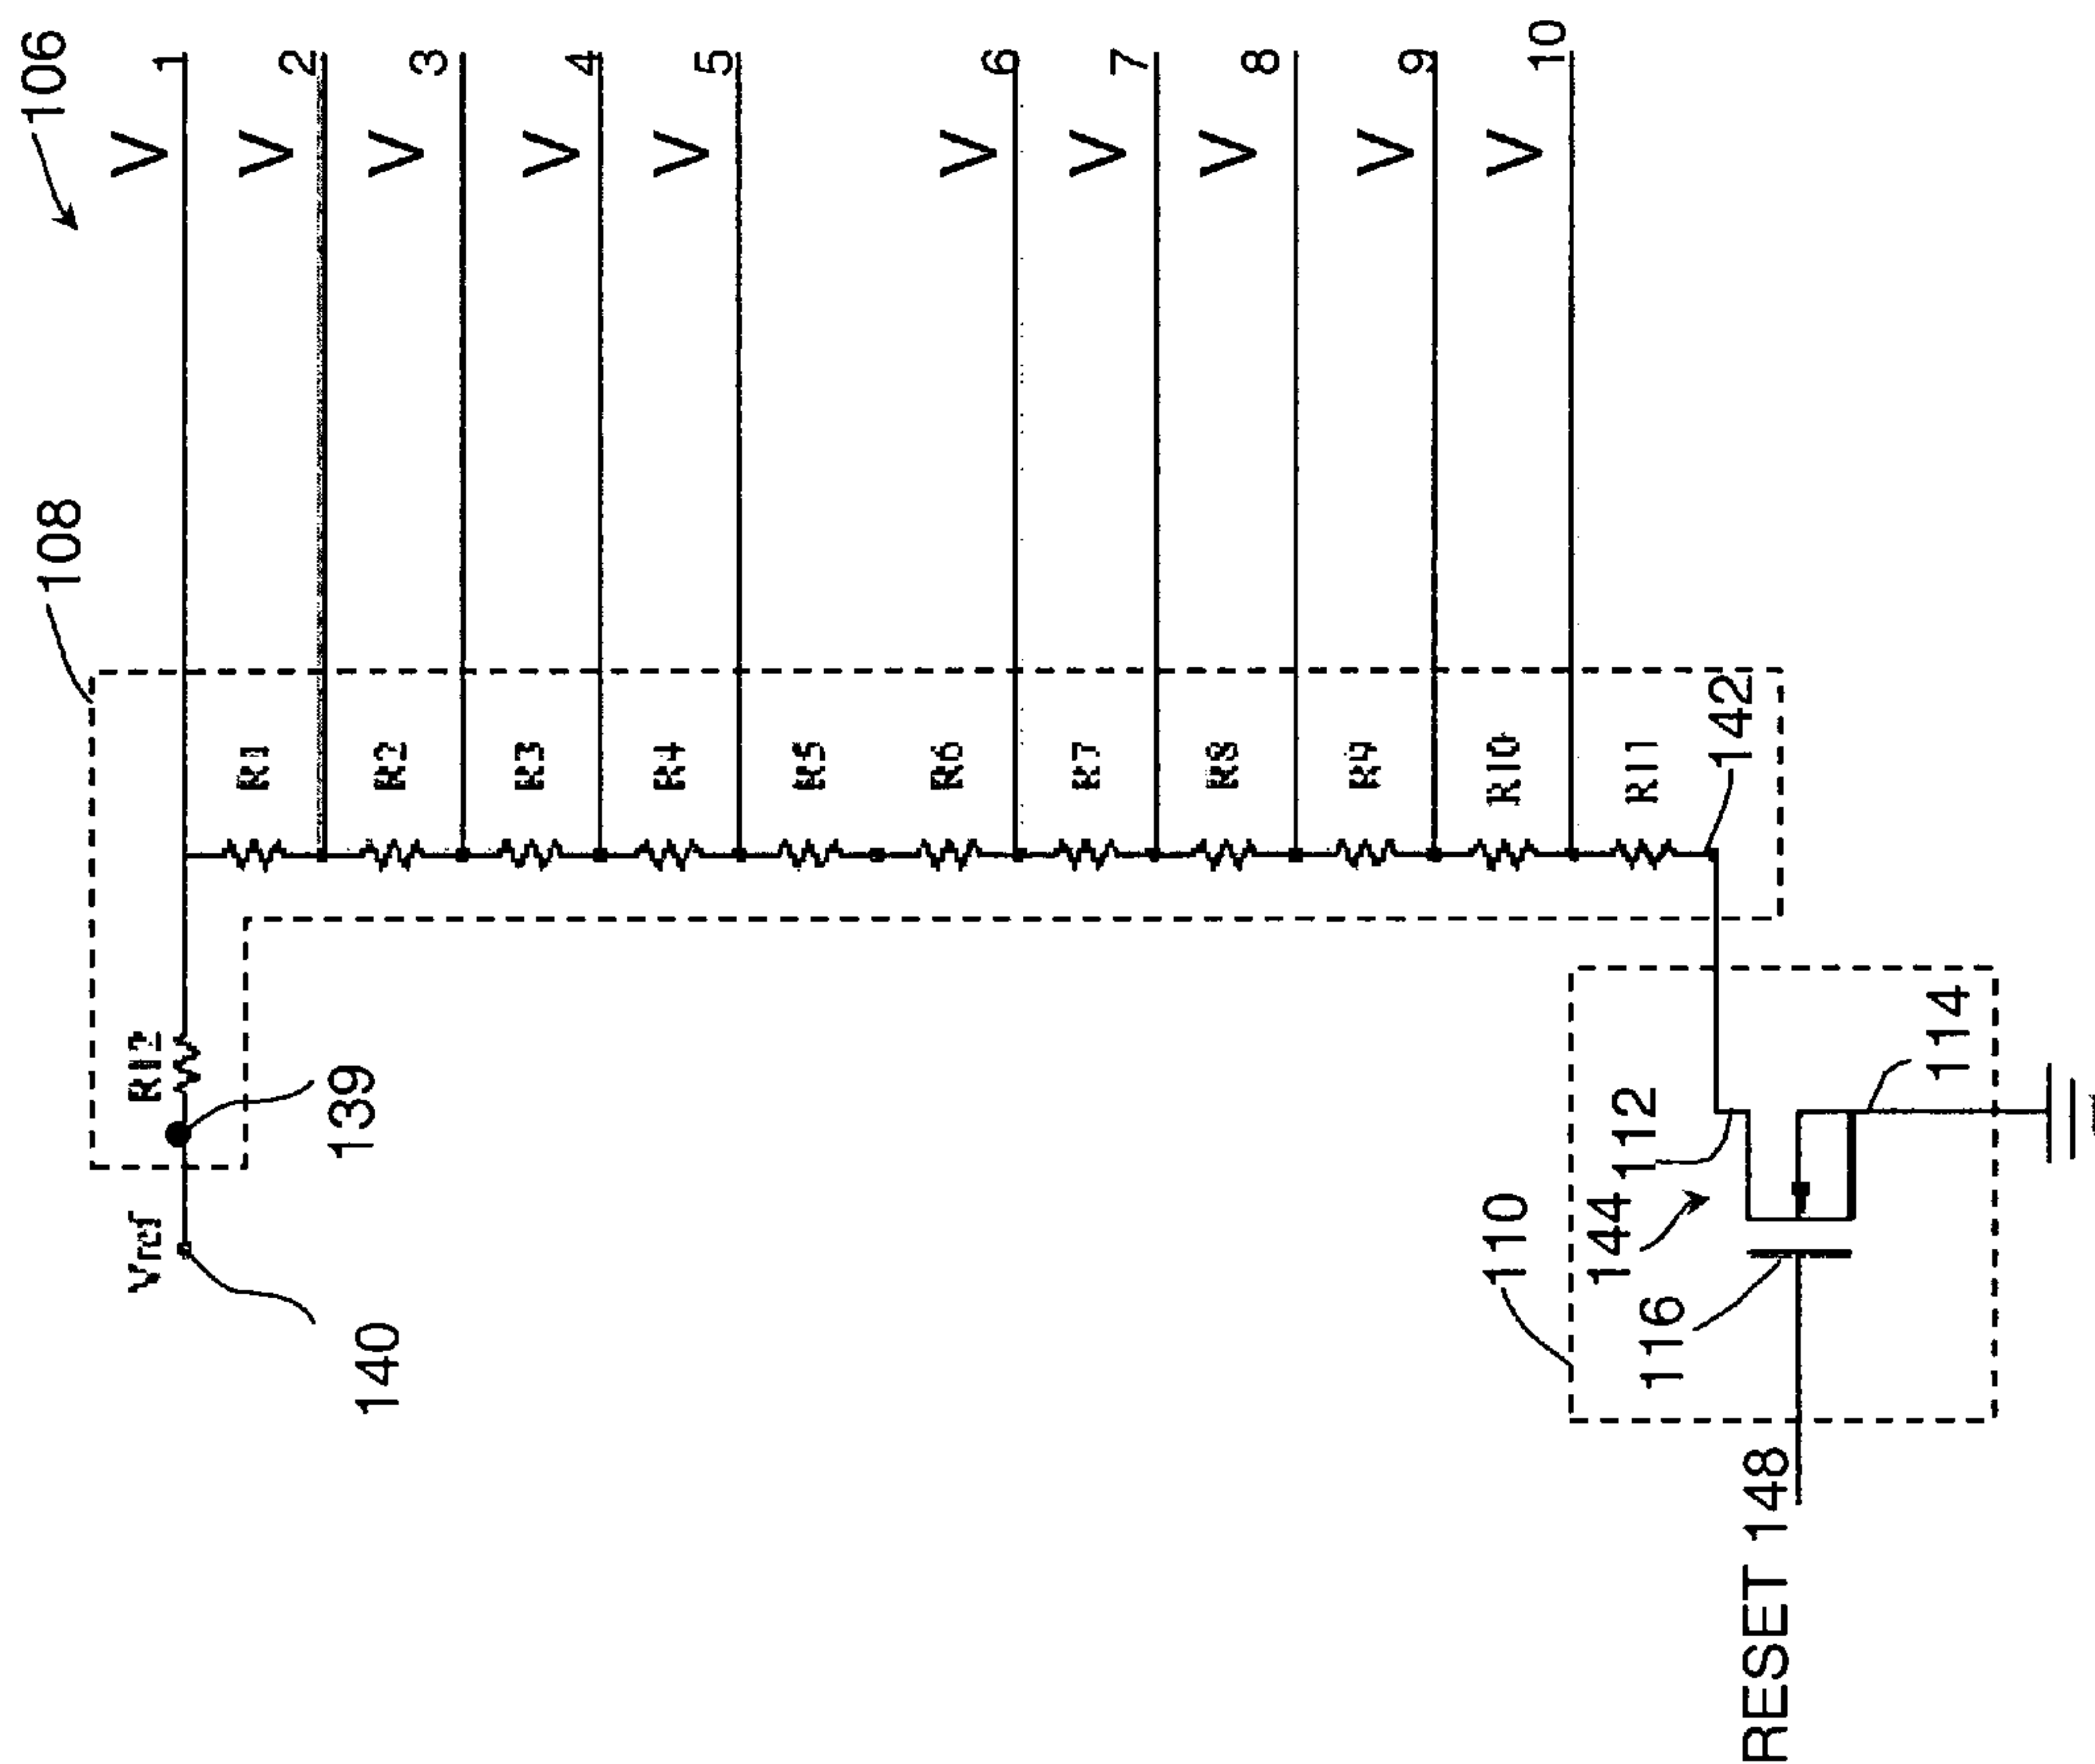 106
108
V 1
V 2
V 3
V 4
V 5
V 6
V 7
V 8
V 9
V 10
R12
R1
R2
R3
R4
R5
R6
R7
R8
R9
R10
R11
Vref
139
140
142
110
144
112
114
116
RESET 148